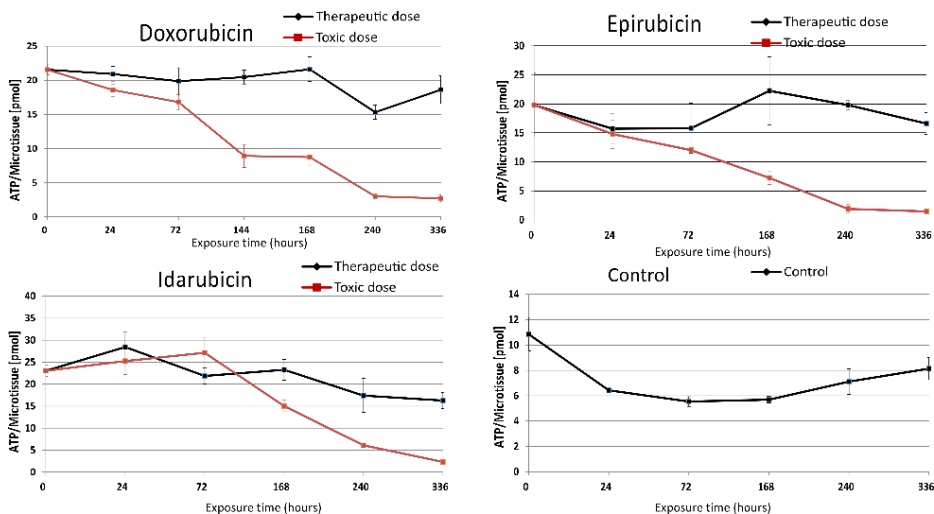 Doxorubicin
Therapeutic dose
Toxic dose
ATP/Microtissue [pmol]
25
20
15
10
5
0
0 24 72 144 168 240 336
Exposure time (hours)
Epirubicin
Therapeutic dose
Toxic dose
ATP/Microtissue [pmol]
30
25
20
15
10
5
0
0 24 72 168 240 336
Exposure time (hours)
Idarubicin
Therapeutic dose
Toxic dose
ATP/Microtissue [pmol]
40
35
30
25
20
15
10
5
0
0 24 72 168 240 336
Exposure time (hours)
Control
Control
ATP/Microtissue [pmol]
14
12
10
8
6
4
2
0
0 24 72 168 240 336
Exposure time (hours)